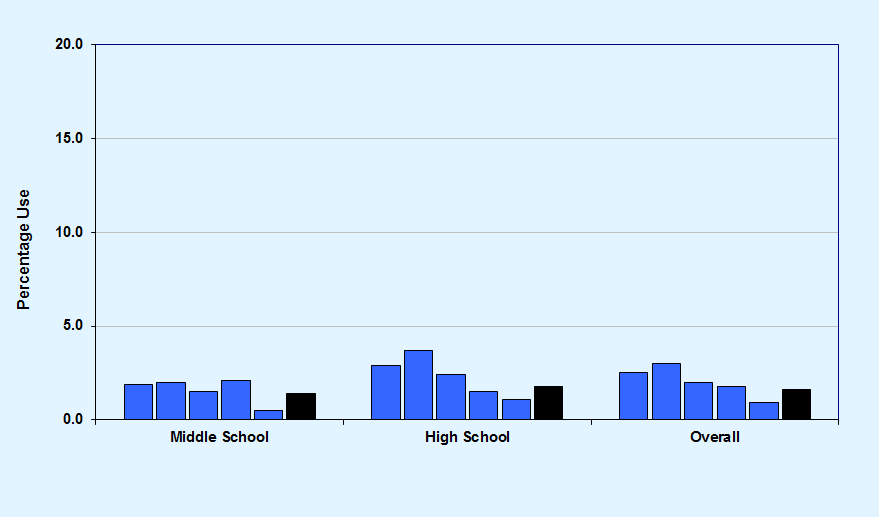 20.0
15.0
10.0
5.0
0.0
Percentage Use
Middle School
High School
Overall